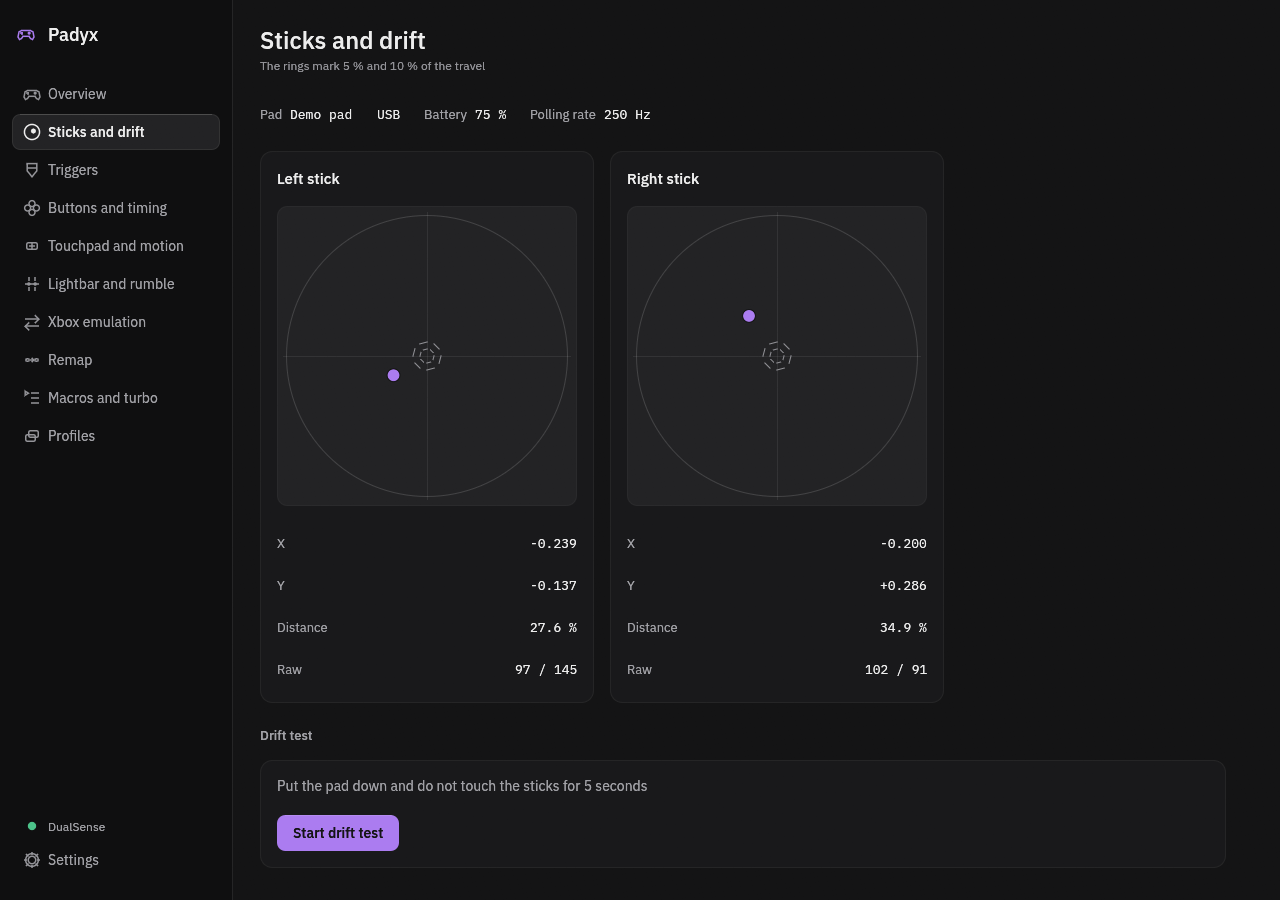 Padyx
Overview
Sticks and drift
Triggers
Buttons and timing
Touchpad and motion
Lightbar and rumble
Xbox emulation
Remap
Macros and turbo
Profiles
DualSense
Settings
Sticks and drift
The rings mark 5 % and 10 % of the travel
Pad Demo pad USB Battery 75 % Polling rate 250 Hz
Left stick
X -0.239
Y -0.137
Distance 27.6 %
Raw 97 / 145
Right stick
X -0.200
Y +0.286
Distance 34.9 %
Raw 102 / 91
Drift test
Put the pad down and do not touch the sticks for 5 seconds
Start drift test